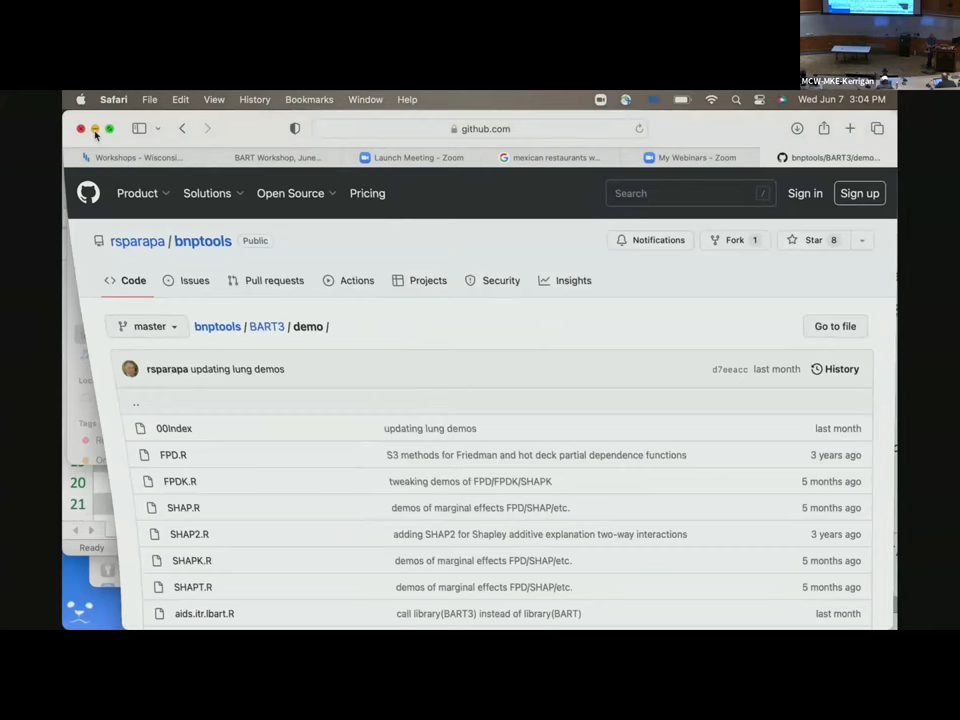 MCW-MKE-Kerrigan
Safari File Edit View History Bookmarks Window Help Wed Jun 7 3:04 PM
github.com
Workshops - Wisconsi... BART Workshop, June... Launch Meeting - Zoom mexican restaurants w... My Webinars - Zoom bnptools/BART3/demo...
Product Solutions Open Source Pricing Search / Sign in Sign up
rsparapa / bnptools Public Notifications Fork 1 Star 8
Code Issues Pull requests Actions Projects Security Insights
master bnptools / BART3 / demo / Go to file
rsparapa updating lung demos d7eeacc last month History
..
00Index updating lung demos last month
FPD.R S3 methods for Friedman and hot deck partial dependence functions 3 years ago
FPDK.R tweaking demos of FPD/FPDK/SHAPK 5 months ago
SHAP.R demos of marginal effects FPD/SHAP/etc. 5 months ago
SHAP2.R adding SHAP2 for Shapley additive explanation two-way interactions 3 years ago
SHAPK.R demos of marginal effects FPD/SHAP/etc. 5 months ago
SHAPT.R demos of marginal effects FPD/SHAP/etc. 5 months ago
aids.itr.lbart.R call library(BART3) instead of library(BART) last month
Tags
20
21
Ready